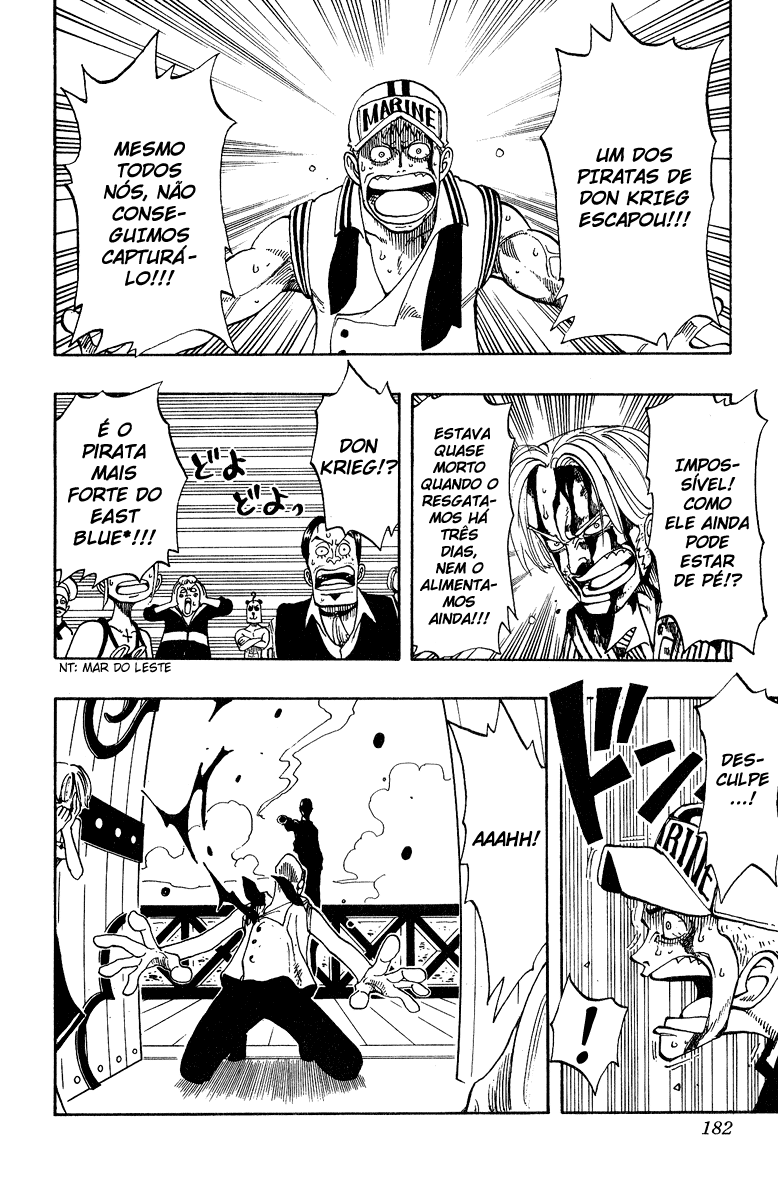 UM DOS
PIRATAS DE
DON KRIEG
ESCAPOU!!!
MARINE
MESMO
TODOS
NÓS, NÃO
CONSE-
GUIMOS
CAPTURÁ-
LO!!!
IMPOS-
SÍVEL!
COMO
ELE AINDA
PODE
ESTAR
DE PÉ!?
ESTAVA
QUASE
MORTO
QUANDO O
RESGATA-
MOS HÁ
TRÊS
DIAS,
NEM O
ALIMENTA-
MOS
AINDA!!!
DON
KRIEG!?
どよ
どよっ
É O
PIRATA
MAIS
FORTE DO
EAST
BLUE*!!!
NT: MAR DO LESTE
DES-
CULPE
...!
ドン
RINE
!
AAAHH!
182